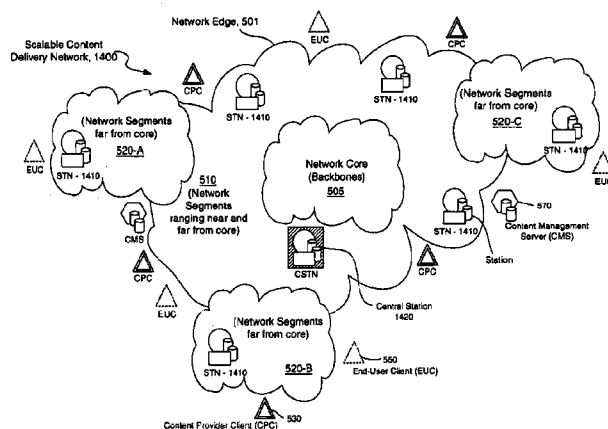 Network Edge, 501
EUC
CPC
Scalable Content
Delivery Network, 1400
CPC
STN - 1410
STN - 1410
(Network Segments
far from core)
520-A
STN - 1410
EUC
(Network Segments
far from core)
520-C
STN - 1410
EUC
Network Core
(Backbones)
505
510
(Network
Segments
ranging near and
far from core)
CMS
CPC
EUC
CSTN
Central Station
1420
STN - 1410
570
Content Management
Server (CMS)
Station
CPC
(Network Segments
far from core)
STN - 1410
520-B
550
End-User Client (EUC)
530
Content Provider Client (CPC)